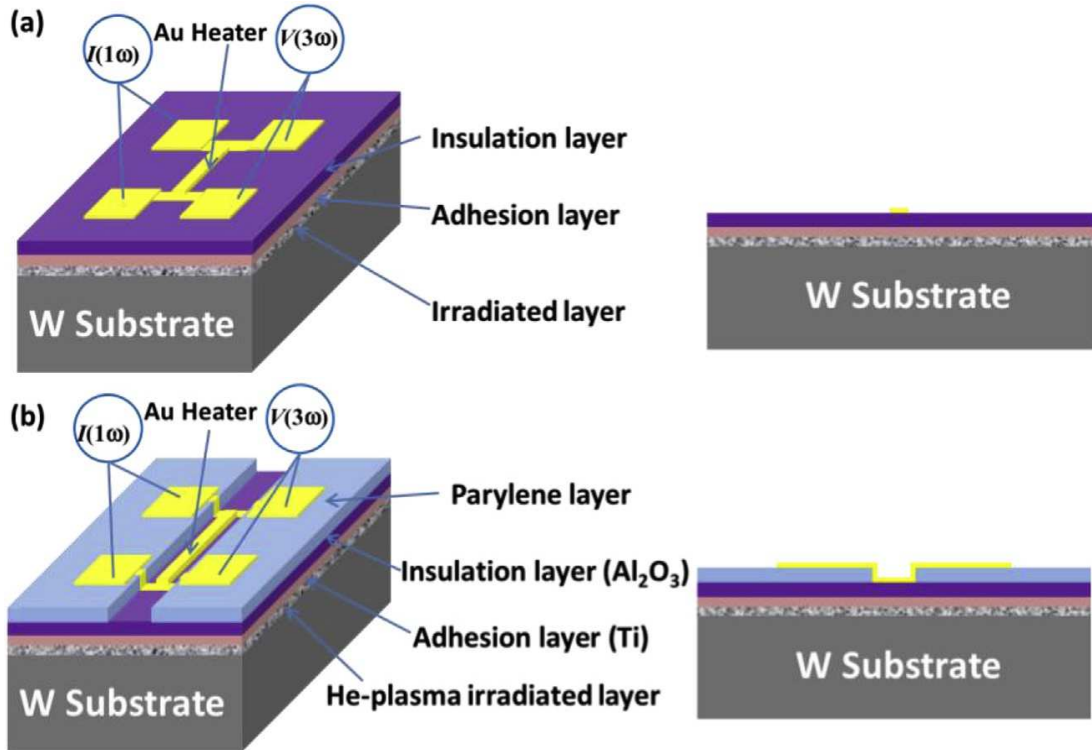 (a)
I(1ω)
Au Heater
V(3ω)
Insulation layer
Adhesion layer
Irradiated layer
W Substrate
W Substrate
(b)
I(1ω)
Au Heater
V(3ω)
Parylene layer
Insulation layer (Al₂O₃)
Adhesion layer (Ti)
He-plasma irradiated layer
W Substrate
W Substrate